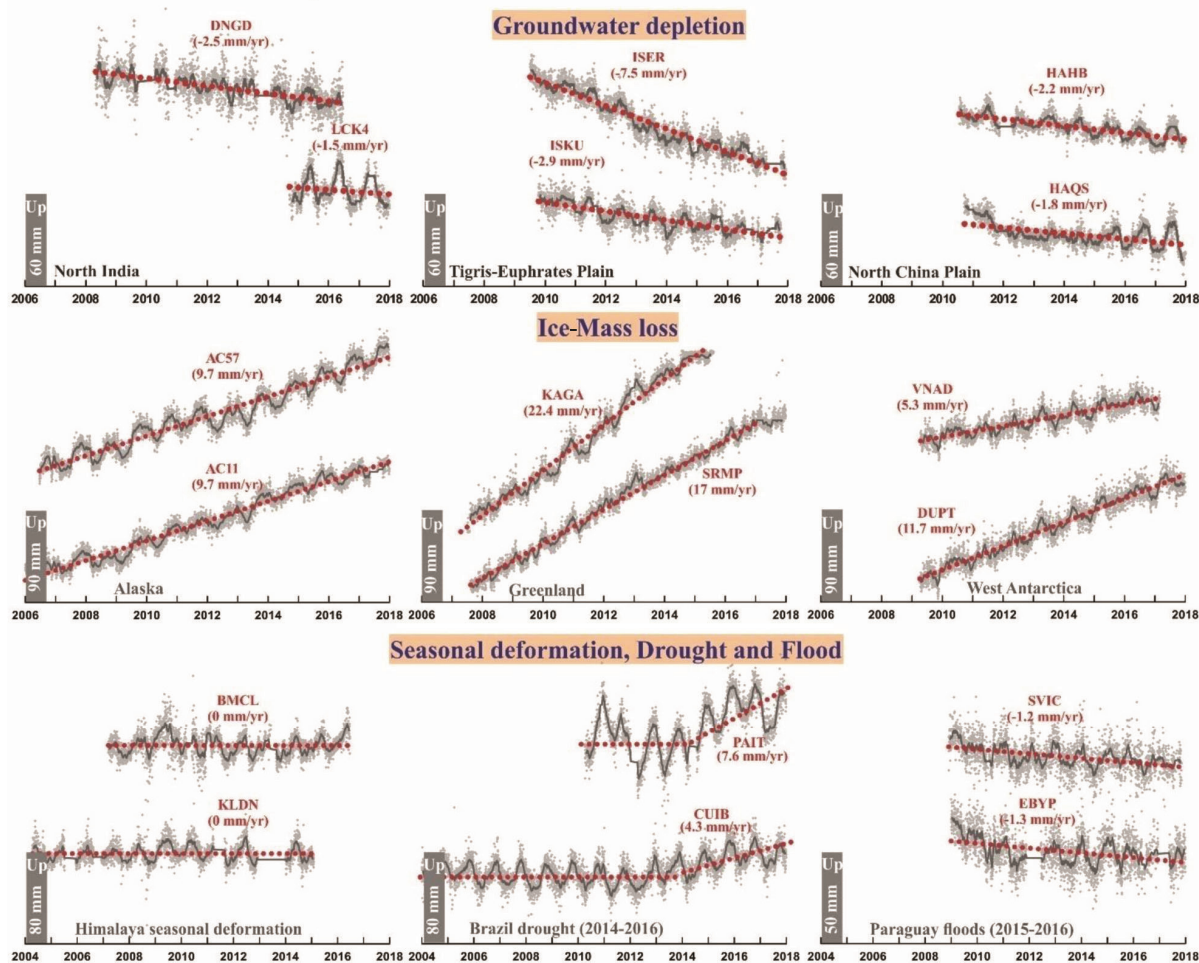 Groundwater depletion
DNGD
(-2.5 mm/yr)
LCK4
(-1.5 mm/yr)
60 mm Up
North India
2006 2008 2010 2012 2014 2016 2018
ISER
(-7.5 mm/yr)
ISKU
(-2.9 mm/yr)
60 mm Up
Tigris-Euphrates Plain
2006 2008 2010 2012 2014 2016 2018
HAHB
(-2.2 mm/yr)
HAQS
(-1.8 mm/yr)
60 mm Up
North China Plain
2006 2008 2010 2012 2014 2016 2018
Ice-Mass loss
AC57
(9.7 mm/yr)
AC11
(9.7 mm/yr)
90 mm Up
Alaska
2006 2008 2010 2012 2014 2016 2018
KAGA
(22.4 mm/yr)
SRMP
(17 mm/yr)
90 mm Up
Greenland
2006 2008 2010 2012 2014 2016 2018
VNAD
(5.3 mm/yr)
DUPT
(11.7 mm/yr)
90 mm Up
West Antarctica
2006 2008 2010 2012 2014 2016 2018
Seasonal deformation, Drought and Flood
BMCL
(0 mm/yr)
KLDN
(0 mm/yr)
80 mm Up
Himalaya seasonal deformation
2004 2006 2008 2010 2012 2014 2016 2018
PAIT
(7.6 mm/yr)
CUIB
(4.3 mm/yr)
80 mm Up
Brazil drought (2014-2016)
2004 2006 2008 2010 2012 2014 2016 2018
SVIC
(-1.2 mm/yr)
EBYP
(-1.3 mm/yr)
50 mm Up
Paraguay floods (2015-2016)
2004 2006 2008 2010 2012 2014 2016 2018